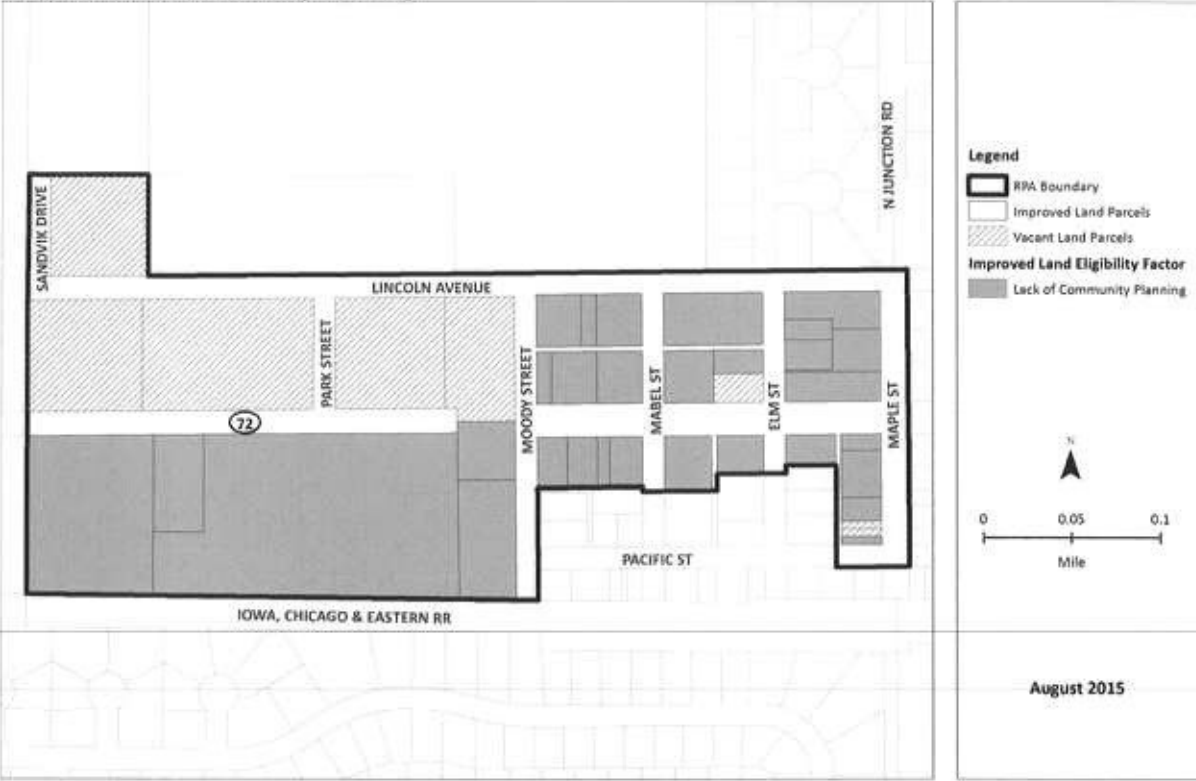 N JUNCTION RD
SANDVIK DRIVE
LINCOLN AVENUE
PARK STREET
MOODY STREET
MABEL ST
ELM ST
MAPLE ST
72
PACIFIC ST
IOWA, CHICAGO & EASTERN RR
Legend
RPA Boundary
Improved Land Parcels
Vacant Land Parcels
Improved Land Eligibility Factor
Lack of Community Planning
N
0 0.05 0.1
Mile
August 2015